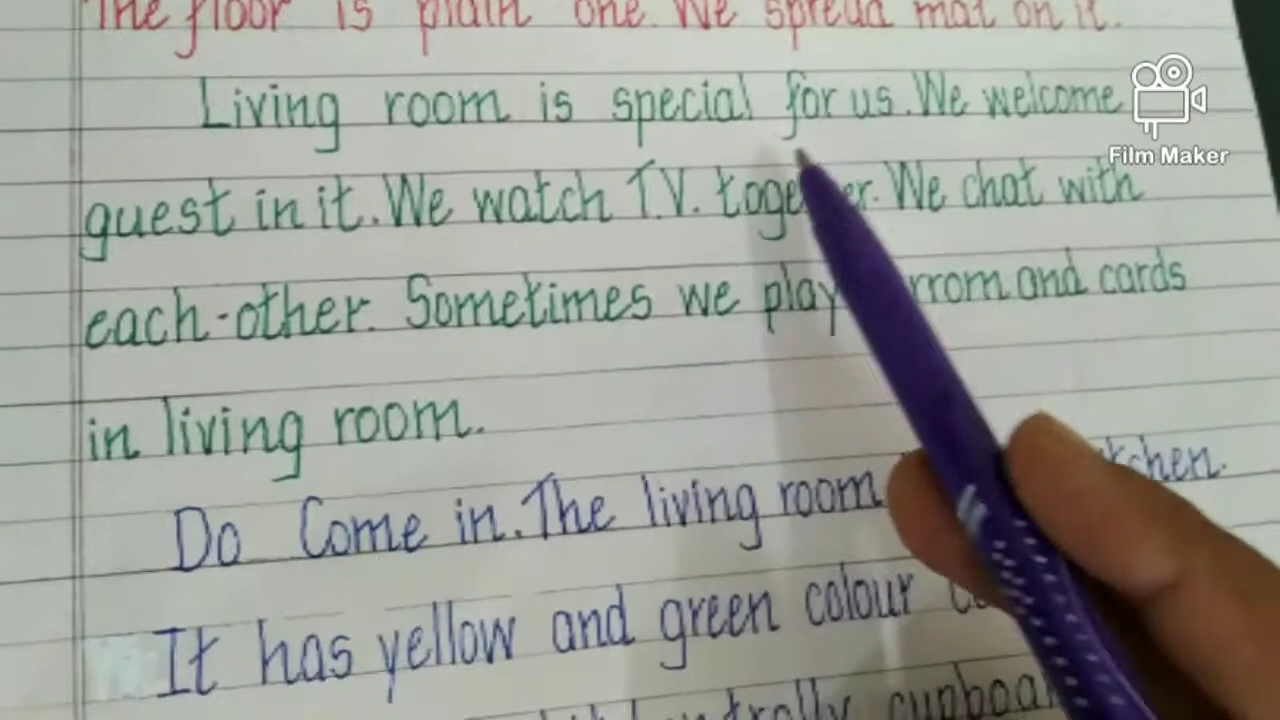 The floor is plain one. We spread mat on it.
Living room is special for us. We welcome
guest in it. We watch T.V. together. We chat with
each-other. Sometimes we play and cards
in living room.
Do Come in. The living room
It has yellow and green colour
Film Maker